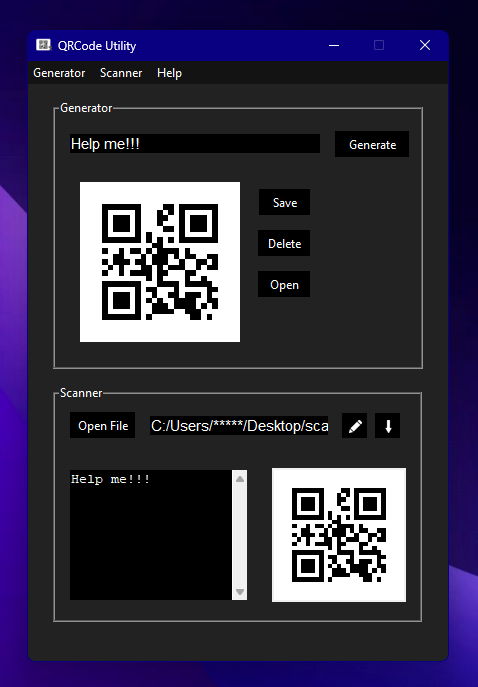 QRCode Utility
Generator Scanner Help
Generator
Help me!!! Generate
Save
Delete
Open
Scanner
Open File C:/Users/*****/Desktop/sca
Help me!!!